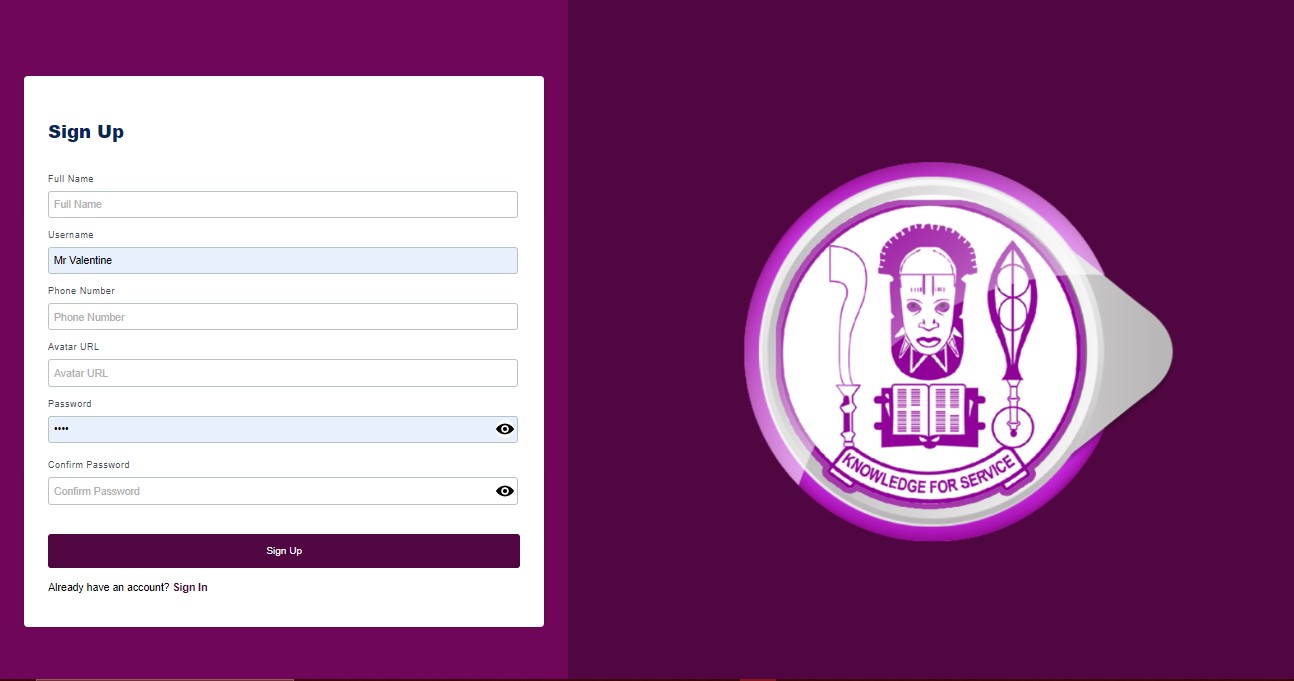 Sign Up
Full Name
Full Name
Username
Mr Valentine
Phone Number
Phone Number
Avatar URL
Avatar URL
Password
••••
Confirm Password
Confirm Password
Sign Up
Already have an account? Sign In
KNOWLEDGE FOR SERVICE